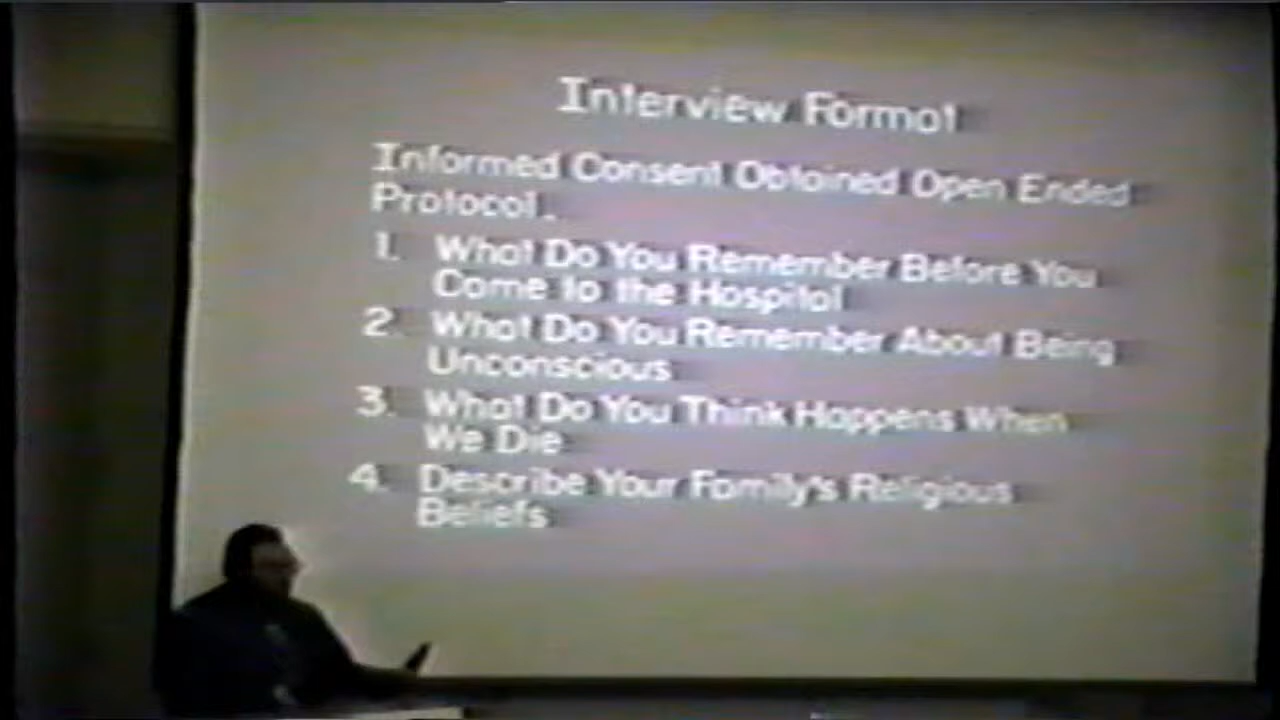 Interview Format
Informed Consent Obtained Open Ended
Protocol.
1. What Do You Remember Before You
Come to the Hospital
2. What Do You Remember About Being
Unconscious
3. What Do You Think Happens When
We Die
4. Describe Your Family's Religious
Beliefs